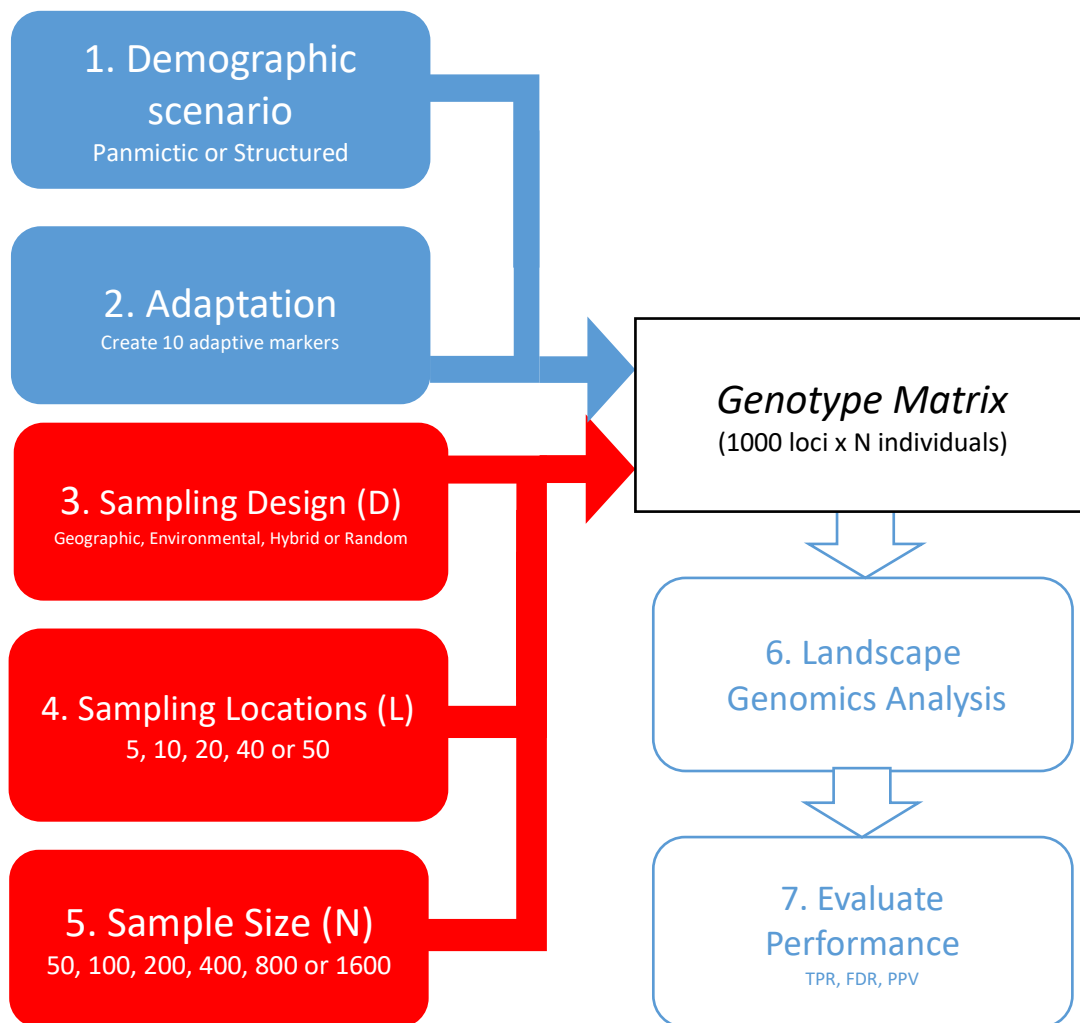 1. Demographic
scenario
Panmictic or Structured
2. Adaptation
Create 10 adaptive markers
3. Sampling Design (D)
Geographic, Environmental, Hybrid or Random
4. Sampling Locations (L)
5, 10, 20, 40 or 50
5. Sample Size (N)
50, 100, 200, 400, 800 or 1600
Genotype Matrix
(1000 loci x N individuals)
6. Landscape
Genomics Analysis
7. Evaluate
Performance
TPR, FDR, PPV